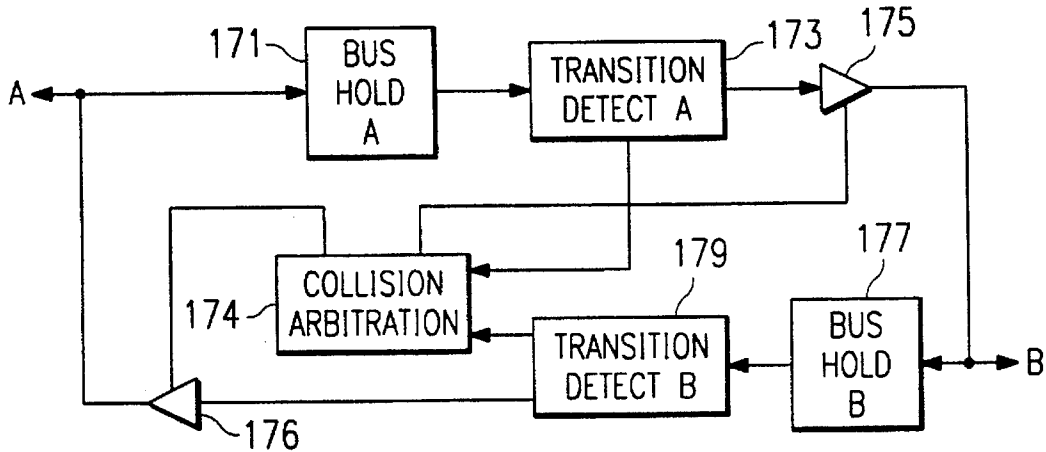 171
BUS
HOLD
A
TRANSITION
DETECT A
173
175
A
COLLISION
ARBITRATION
174
179
TRANSITION
DETECT B
177
BUS
HOLD
B
B
176